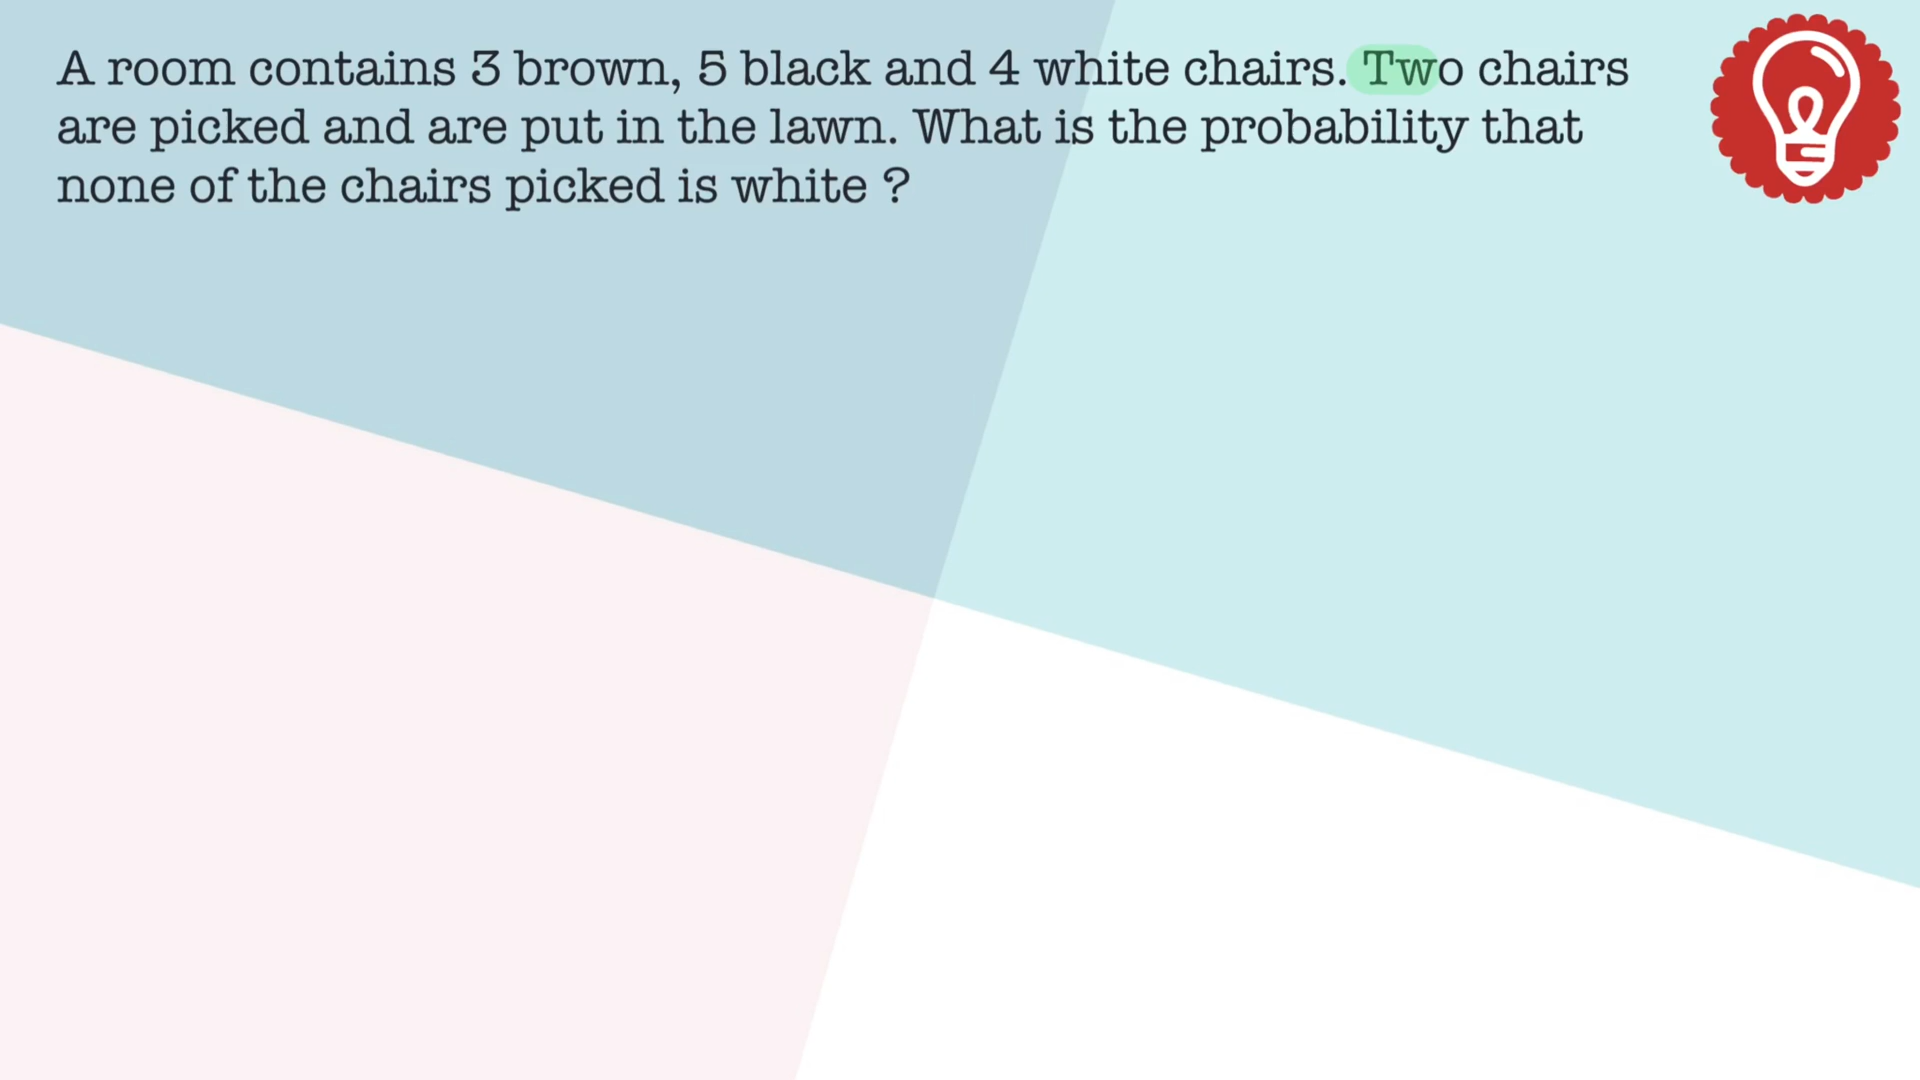 A room contains 3 brown, 5 black and 4 white chairs. Two chairs
are picked and are put in the lawn. What is the probability that
none of the chairs picked is white ?